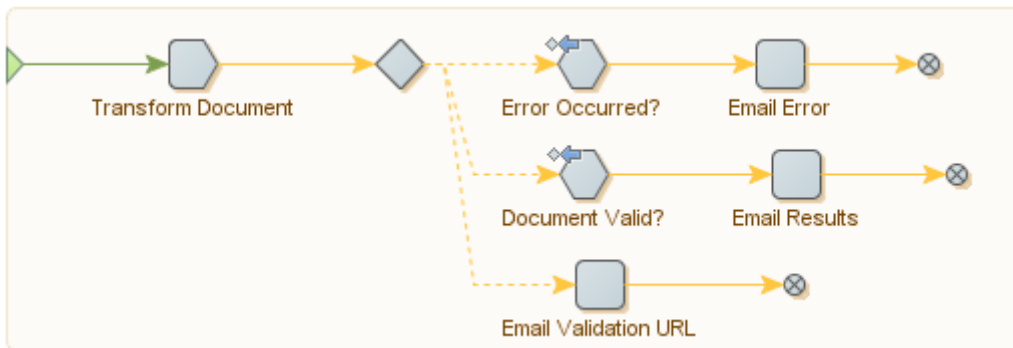 Transform Document
Error Occurred?
Email Error
Document Valid?
Email Results
Email Validation URL